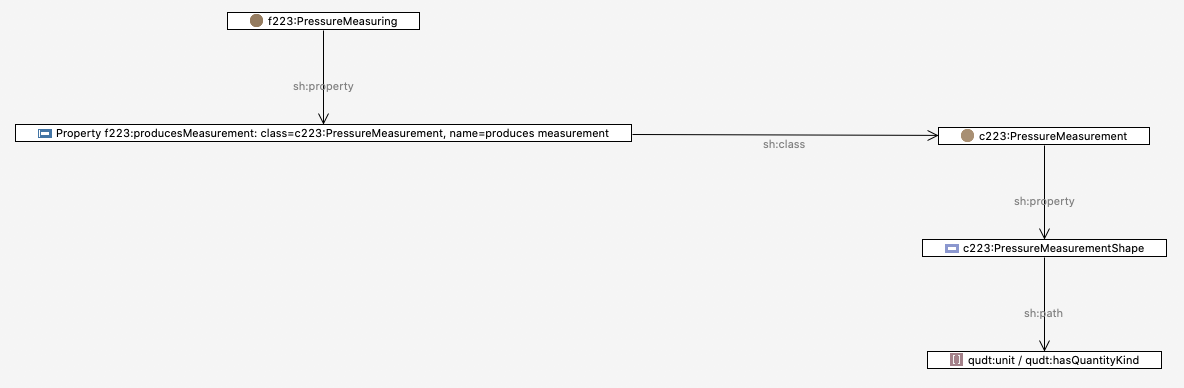 f223:PressureMeasuring
sh:property
Property f223:producesMeasurement: class=c223:PressureMeasurement, name=produces measurement
sh:class
c223:PressureMeasurement
sh:property
c223:PressureMeasurementShape
sh:path
qudt:unit / qudt:hasQuantityKind